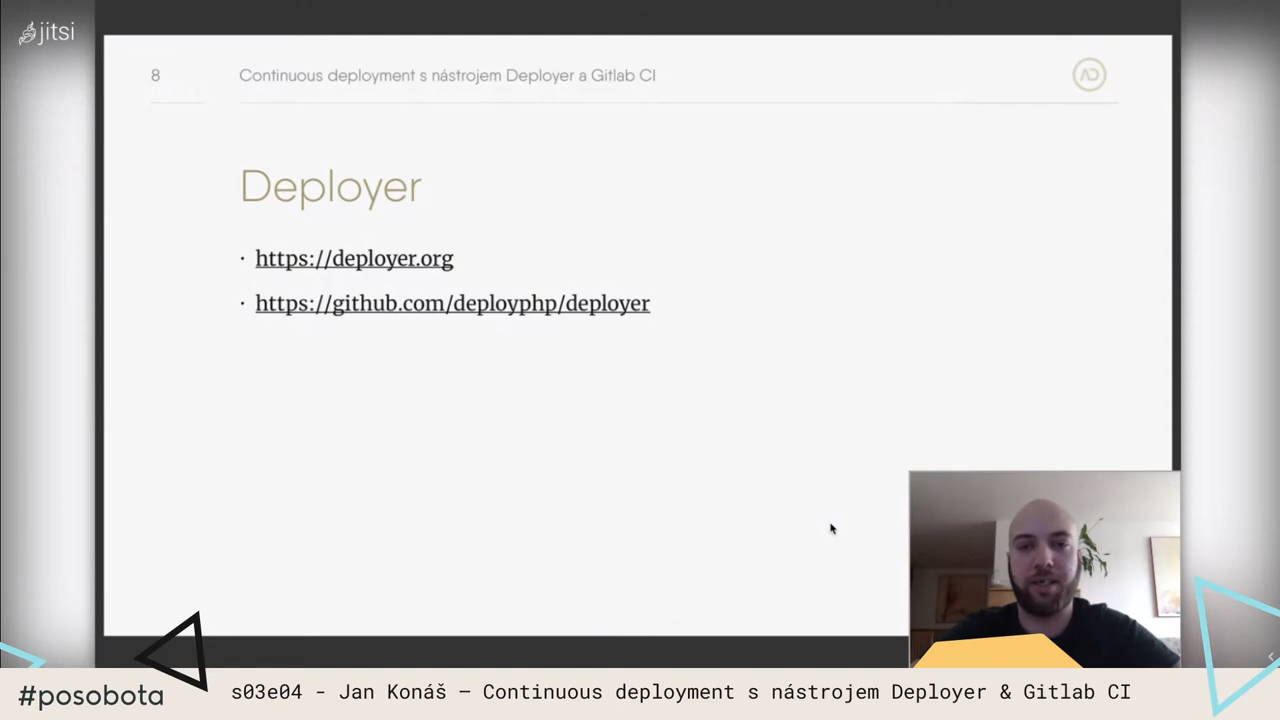 jitsi
8
Continuous deployment s nástrojem Deployer a Gitlab CI
Deployer
· https://deployer.org
· https://github.com/deployphp/deployer
#posobota
s03e04 - Jan Konáš – Continuous deployment s nástrojem Deployer & Gitlab CI